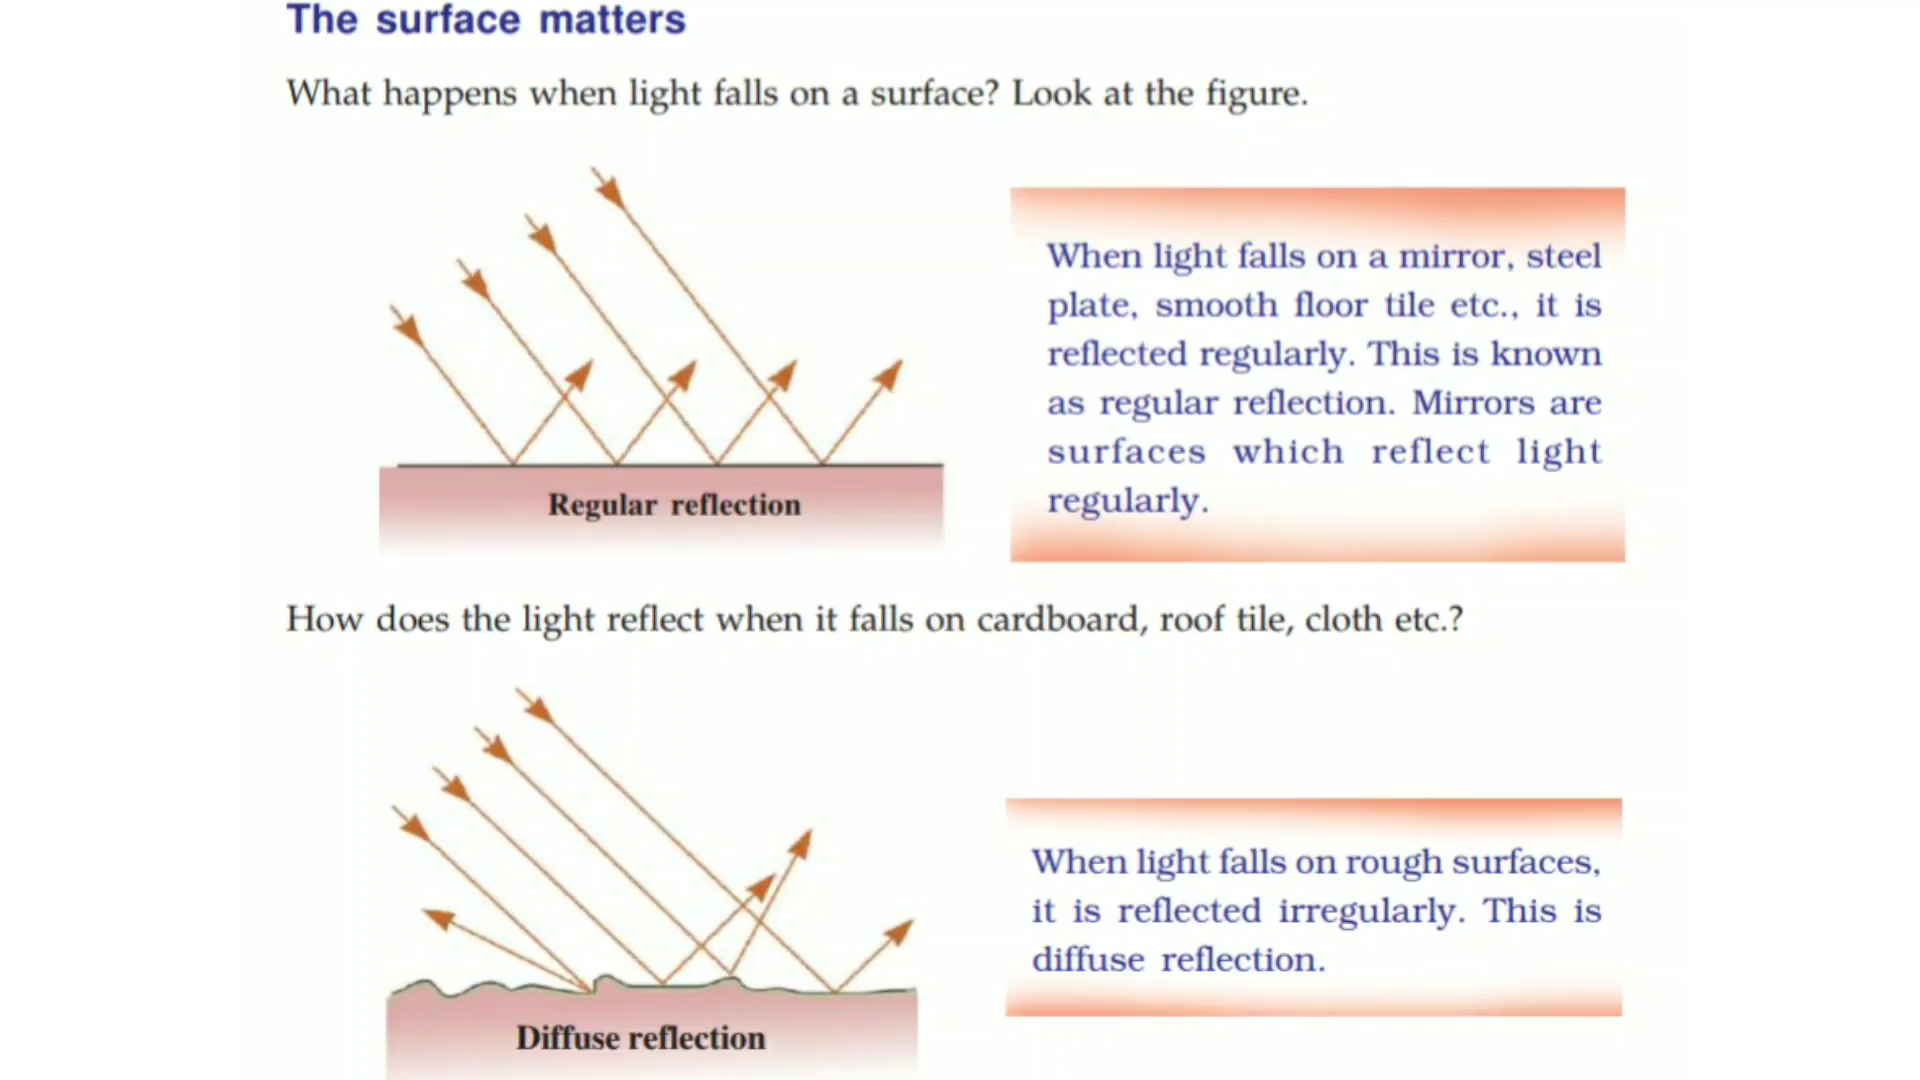 The surface matters
What happens when light falls on a surface? Look at the figure.
When light falls on a mirror, steel
plate, smooth floor tile etc., it is
reflected regularly. This is known
as regular reflection. Mirrors are
surfaces which reflect light
regularly.
Regular reflection
How does the light reflect when it falls on cardboard, roof tile, cloth etc.?
When light falls on rough surfaces,
it is reflected irregularly. This is
diffuse reflection.
Diffuse reflection